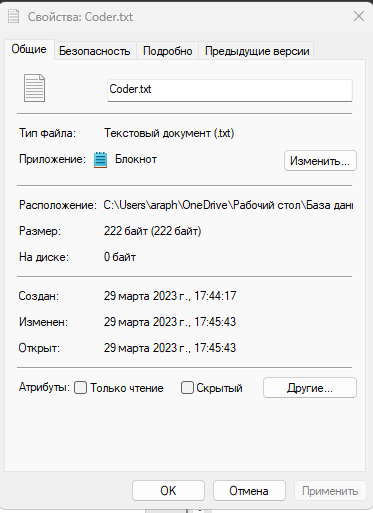 Свойства: Coder.txt
Общие Безопасность Подробно Предыдущие версии
Coder.txt
Тип файла: Текстовый документ (.txt)
Приложение: Блокнот Изменить...
Расположение: C:\Users\araph\OneDrive\Рабочий стол\База дан
Размер: 222 байт (222 байт)
На диске: 0 байт
Создан: 29 марта 2023 г., 17:44:17
Изменен: 29 марта 2023 г., 17:45:43
Открыт: 29 марта 2023 г., 17:45:43
Атрибуты: Только чтение Скрытый Другие...
ОК Отмена Применить